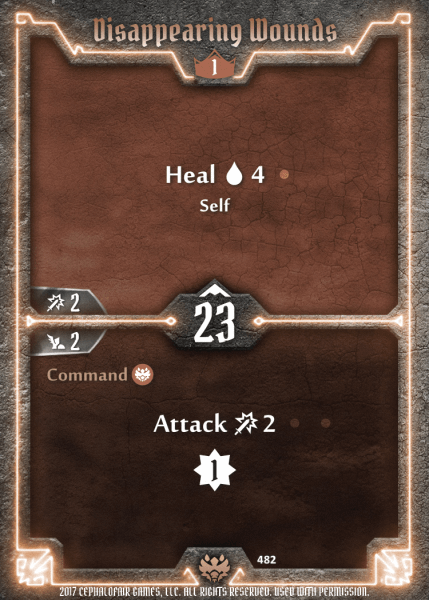 Disappearing Wounds
1
Heal 4
Self
2
23
2
Command
Attack 2
1
482
2017 CEPHALOFAIR GAMES, LLC. ALL RIGHTS RESERVED. USED WITH PERMISSION.